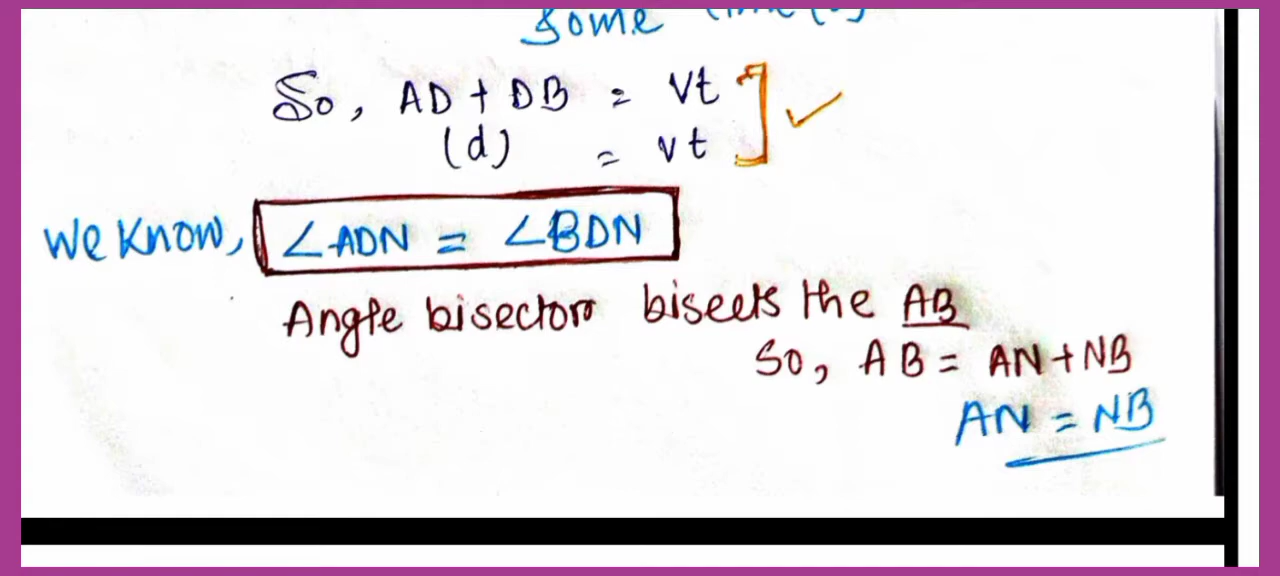 some
So, AD + DB = vt
(d) = vt
We Know, ∠ADN = ∠BDN
Angle bisector bisects the AB
So, AB = AN + NB
AN = NB